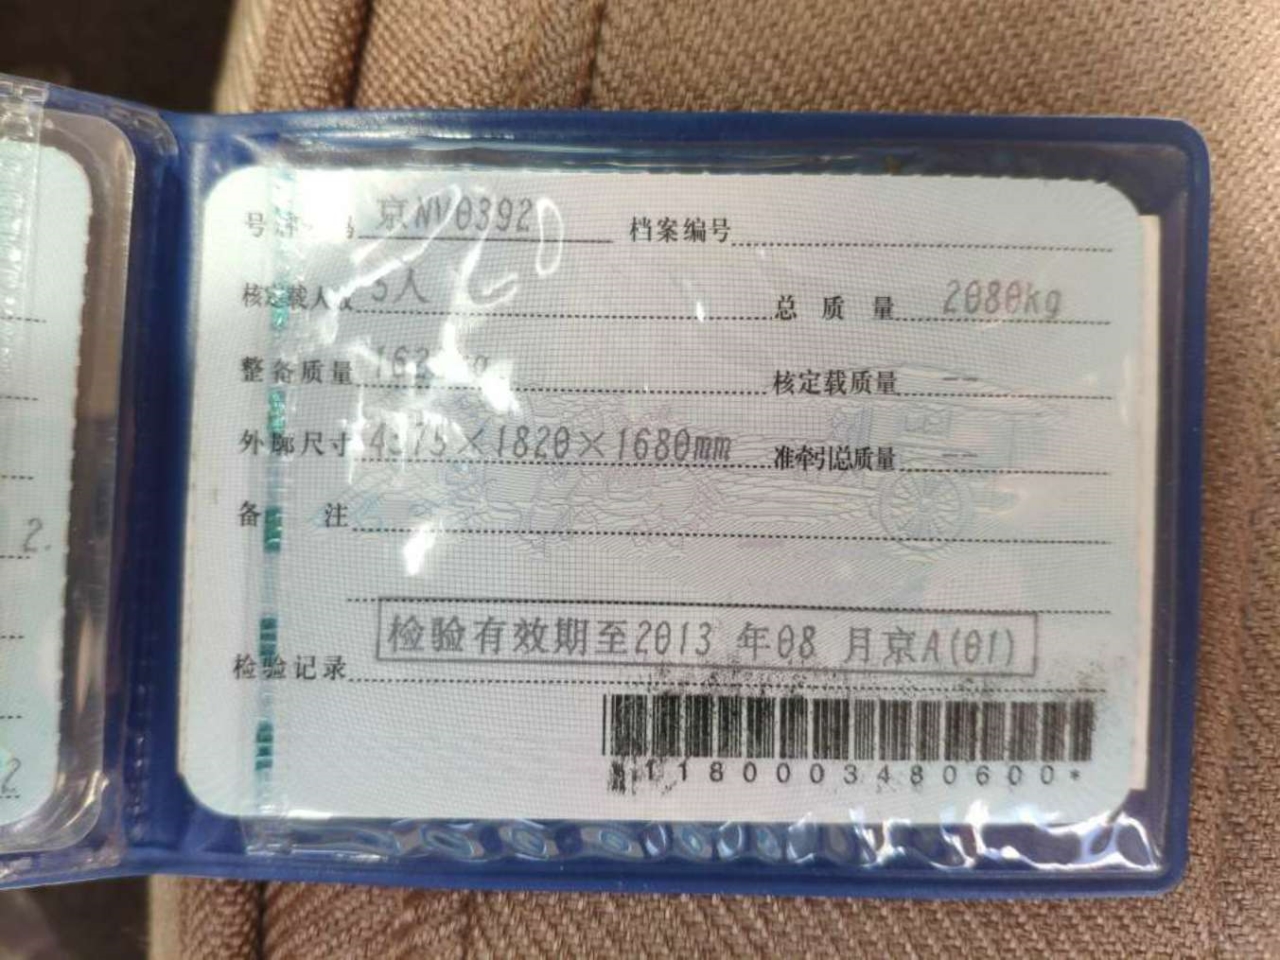 号牌号码 京NV0392 档案编号
核定载人数 5人 总质量 2080kg
整备质量 核定载质量 --
外廓尺寸 ×1820×1680mm 准牵引总质量 --
备注
检验有效期至2013年08月京A(01)
检验记录
*1180003480600*
2.
2